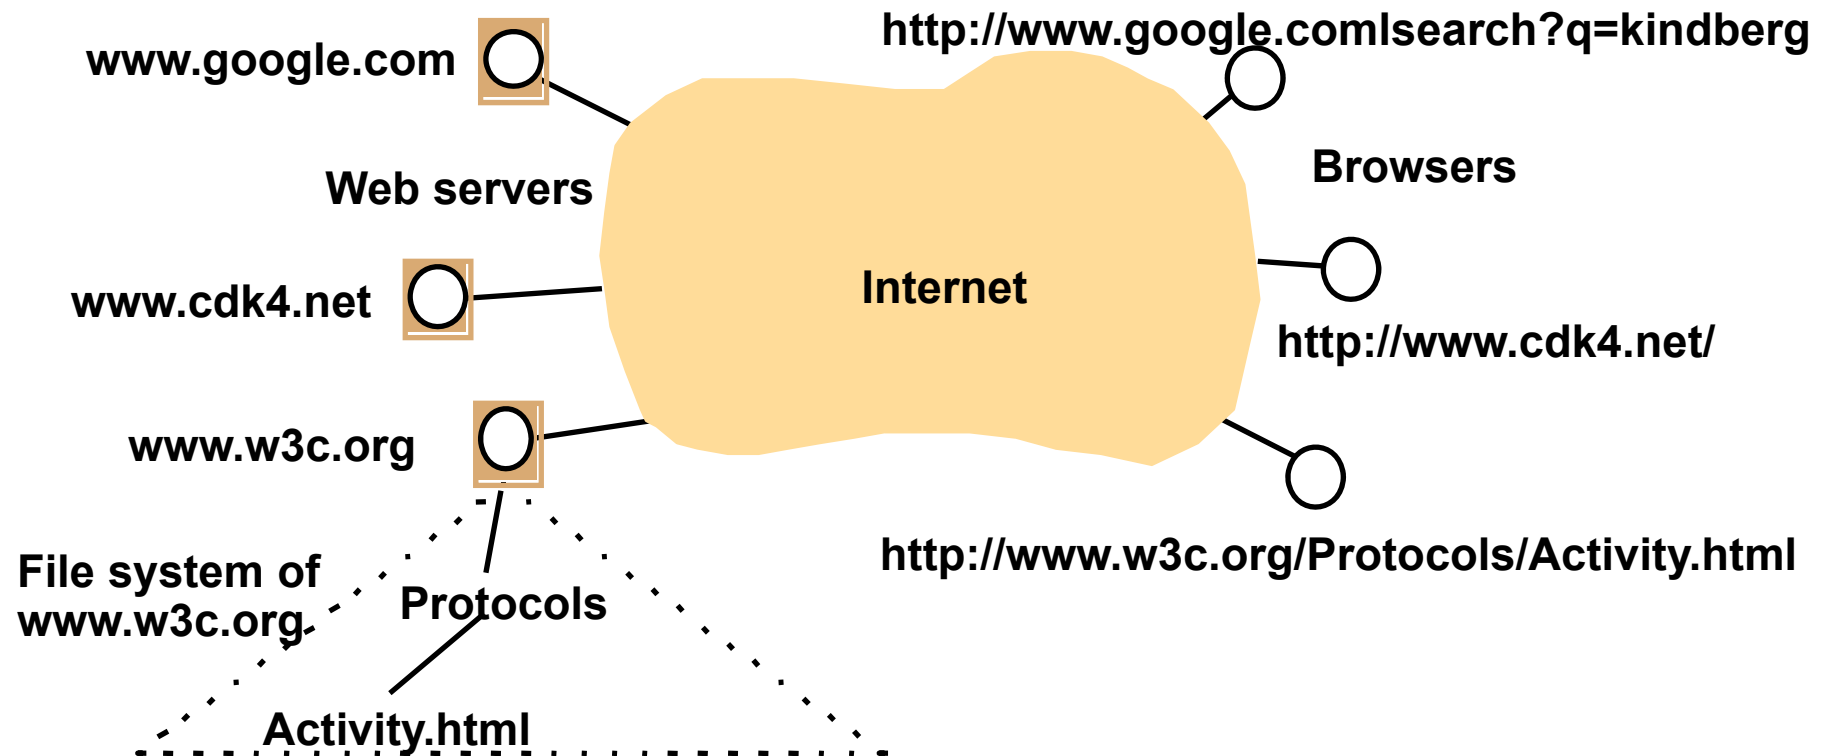 http://www.google.comlsearch?q=kindberg
www.google.com
Browsers
Web servers
Internet
www.cdk4.net
http://www.cdk4.net/
www.w3c.org
http://www.w3c.org/Protocols/Activity.html
File system of
www.w3c.org
Protocols
Activity.html